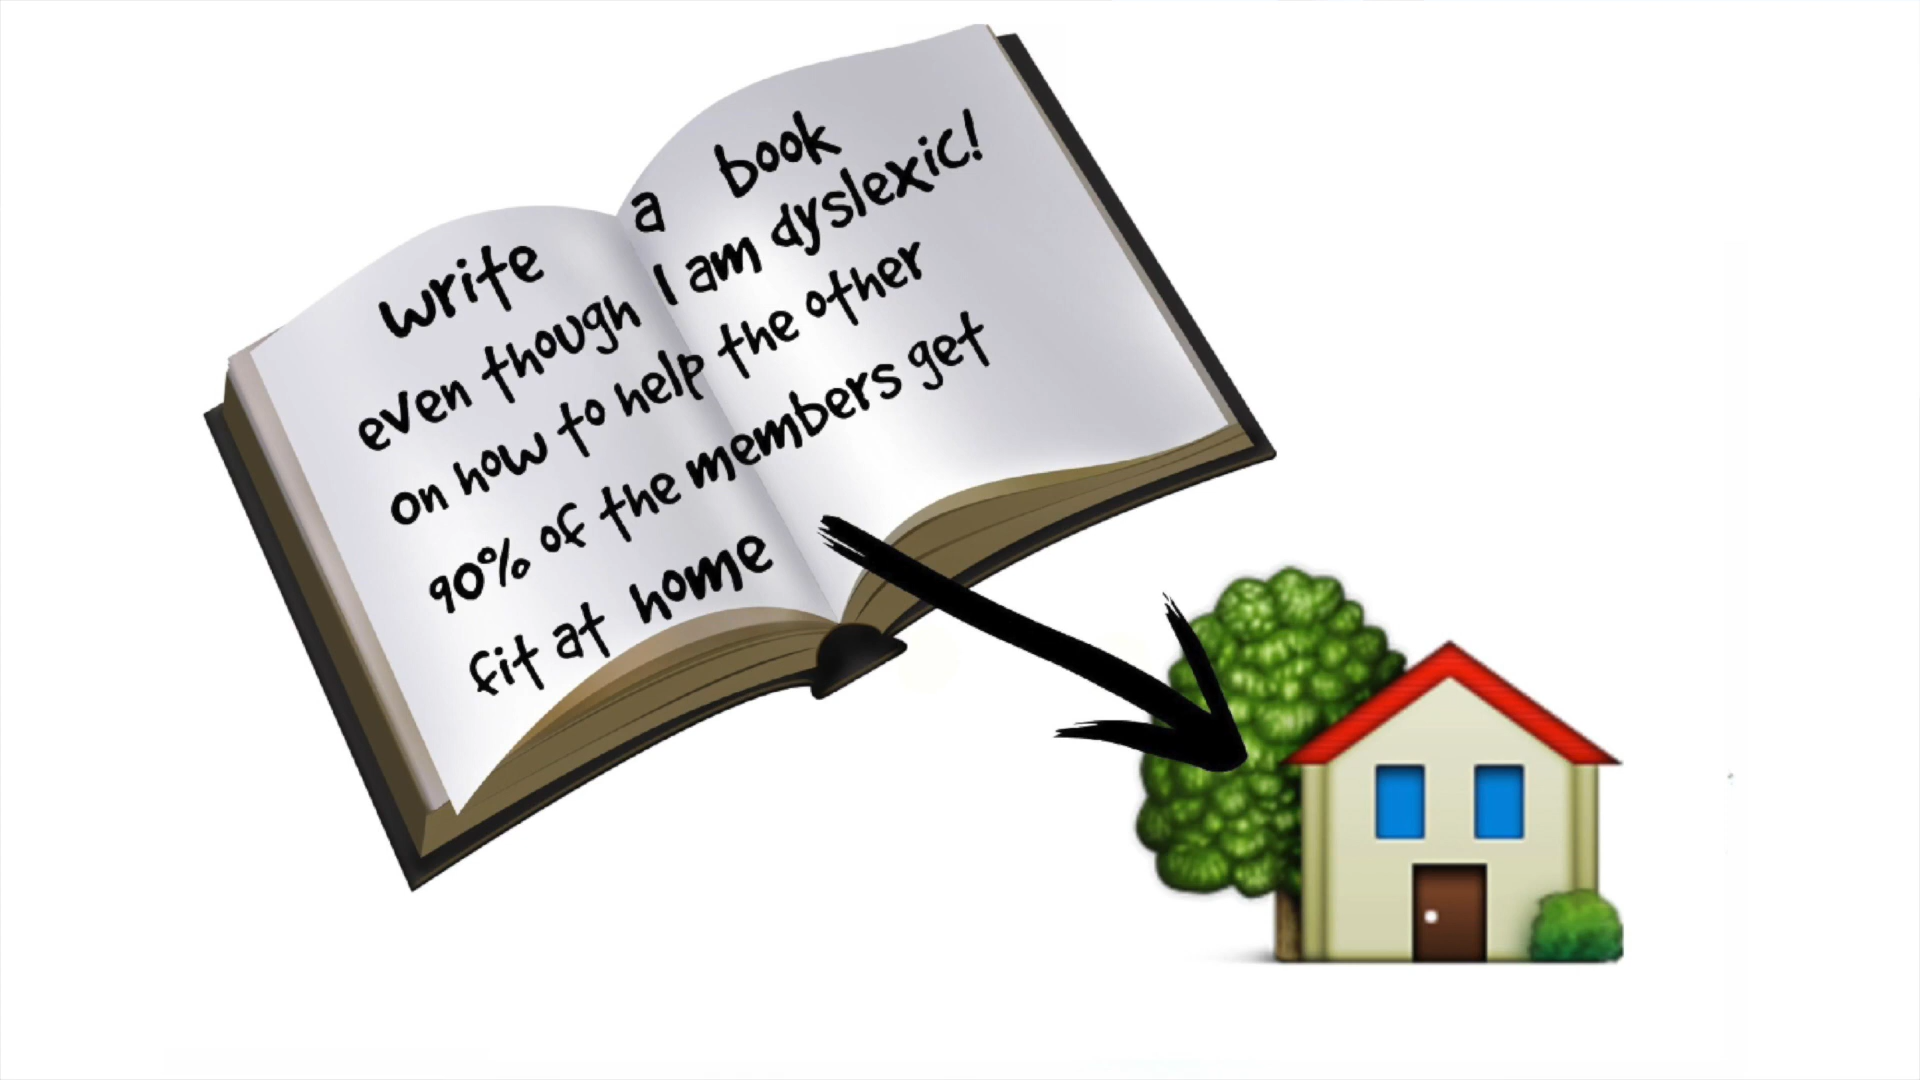 write a book
even though I am dyslexic!
on how to help the other
90% of the members get
fit at home